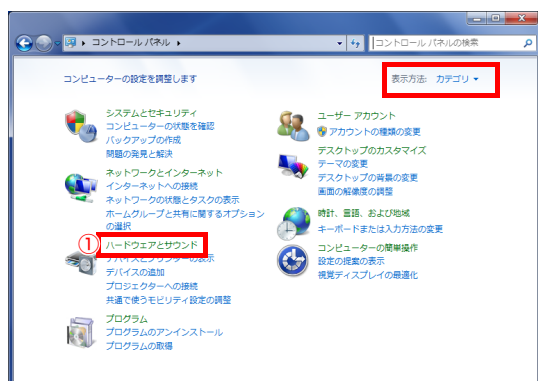 コントロール パネル
コントロール パネルの検索
コンピューターの設定を調整します
表示方法: カテゴリ
システムとセキュリティ
コンピューターの状態を確認
バックアップの作成
問題の発見と解決
ネットワークとインターネット
インターネットへの接続
ネットワークの状態とタスクの表示
ホームグループと共有に関するオプション
の選択
① ハードウェアとサウンド
デバイスとプリンターの表示
デバイスの追加
プロジェクターへの接続
共通で使うモビリティ設定の調整
プログラム
プログラムのアンインストール
プログラムの取得
ユーザー アカウント
アカウントの種類の変更
デスクトップのカスタマイズ
テーマの変更
デスクトップの背景の変更
画面の解像度の調整
時計、言語、および地域
キーボードまたは入力方法の変更
コンピューターの簡単操作
設定の提案の表示
視覚ディスプレイの最適化